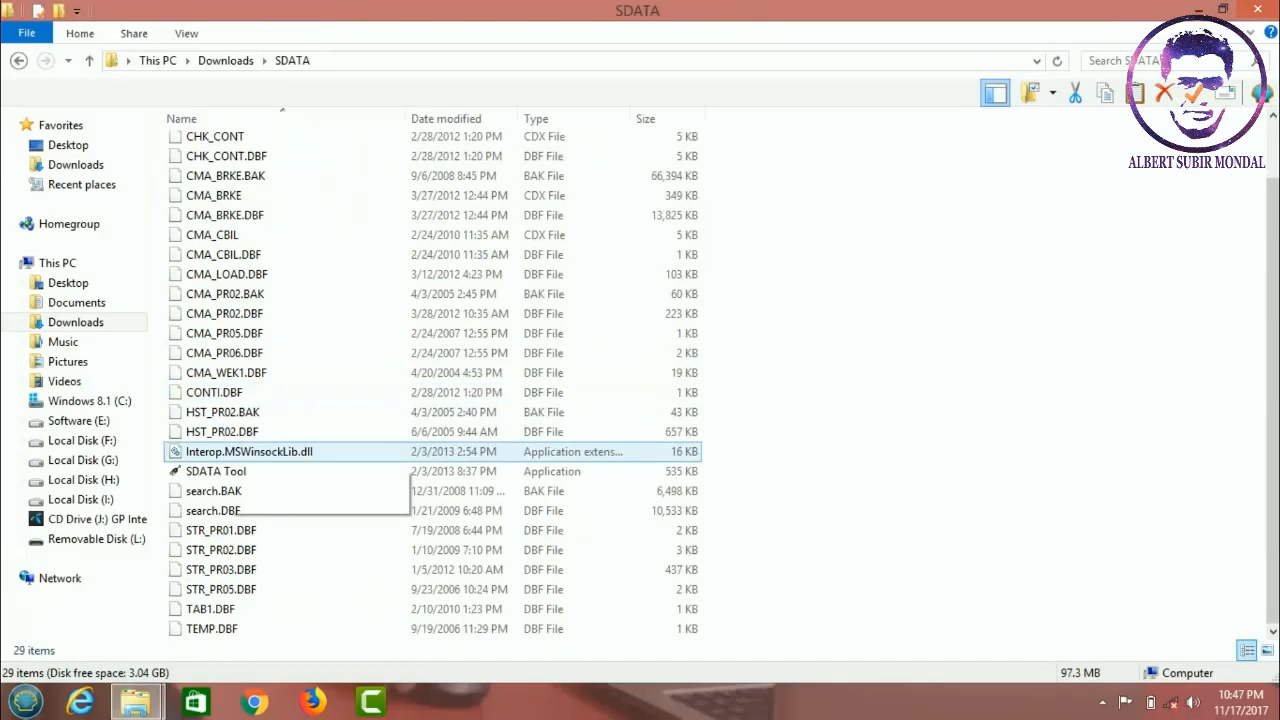 SDATA
File Home Share View
This PC Downloads SDATA
Search SDATA
ALBERT SUBIR MONDAL
Name Date modified Type Size
Favorites
Desktop
Downloads
Recent places
Homegroup
This PC
Desktop
Documents
Downloads
Music
Pictures
Videos
Windows 8.1 (C:)
Software (E:)
Local Disk (F:)
Local Disk (G:)
Local Disk (H:)
Local Disk (I:)
CD Drive (J:) GP Inte
Removable Disk (L:)
Network
CHK_CONT 2/28/2012 1:20 PM CDX File 5 KB
CHK_CONT.DBF 2/28/2012 1:20 PM DBF File 5 KB
CMA_BRKE.BAK 9/6/2008 8:45 PM BAK File 66,394 KB
CMA_BRKE 3/27/2012 12:44 PM CDX File 349 KB
CMA_BRKE.DBF 3/27/2012 12:44 PM DBF File 13,825 KB
CMA_CBIL 2/24/2010 11:35 AM CDX File 5 KB
CMA_CBIL.DBF 2/24/2010 11:35 AM DBF File 1 KB
CMA_LOAD.DBF 3/12/2012 4:23 PM DBF File 103 KB
CMA_PR02.BAK 4/3/2005 2:45 PM BAK File 60 KB
CMA_PR02.DBF 3/28/2012 10:35 AM DBF File 223 KB
CMA_PR05.DBF 2/24/2007 12:55 PM DBF File 1 KB
CMA_PR06.DBF 2/24/2007 12:55 PM DBF File 2 KB
CMA_WEK1.DBF 4/20/2004 4:53 PM DBF File 19 KB
CONTI.DBF 2/28/2012 1:20 PM DBF File 1 KB
HST_PR02.BAK 4/3/2005 2:40 PM BAK File 43 KB
HST_PR02.DBF 6/6/2005 9:44 AM DBF File 657 KB
Interop.MSWinsockLib.dll 2/3/2013 2:54 PM Application extens... 16 KB
SDATA Tool 2/3/2013 8:37 PM Application 535 KB
search.BAK 12/31/2008 11:09 ... BAK File 6,498 KB
search.DBF 1/21/2009 6:48 PM DBF File 10,533 KB
STR_PR01.DBF 7/19/2008 6:44 PM DBF File 2 KB
STR_PR02.DBF 1/10/2009 7:10 PM DBF File 3 KB
STR_PR03.DBF 1/5/2012 10:20 AM DBF File 437 KB
STR_PR05.DBF 9/23/2006 10:24 PM DBF File 2 KB
TAB1.DBF 2/10/2010 1:23 PM DBF File 1 KB
TEMP.DBF 9/19/2006 11:29 PM DBF File 1 KB
29 items
29 items (Disk free space: 3.04 GB) 97.3 MB Computer
10:47 PM
11/17/2017